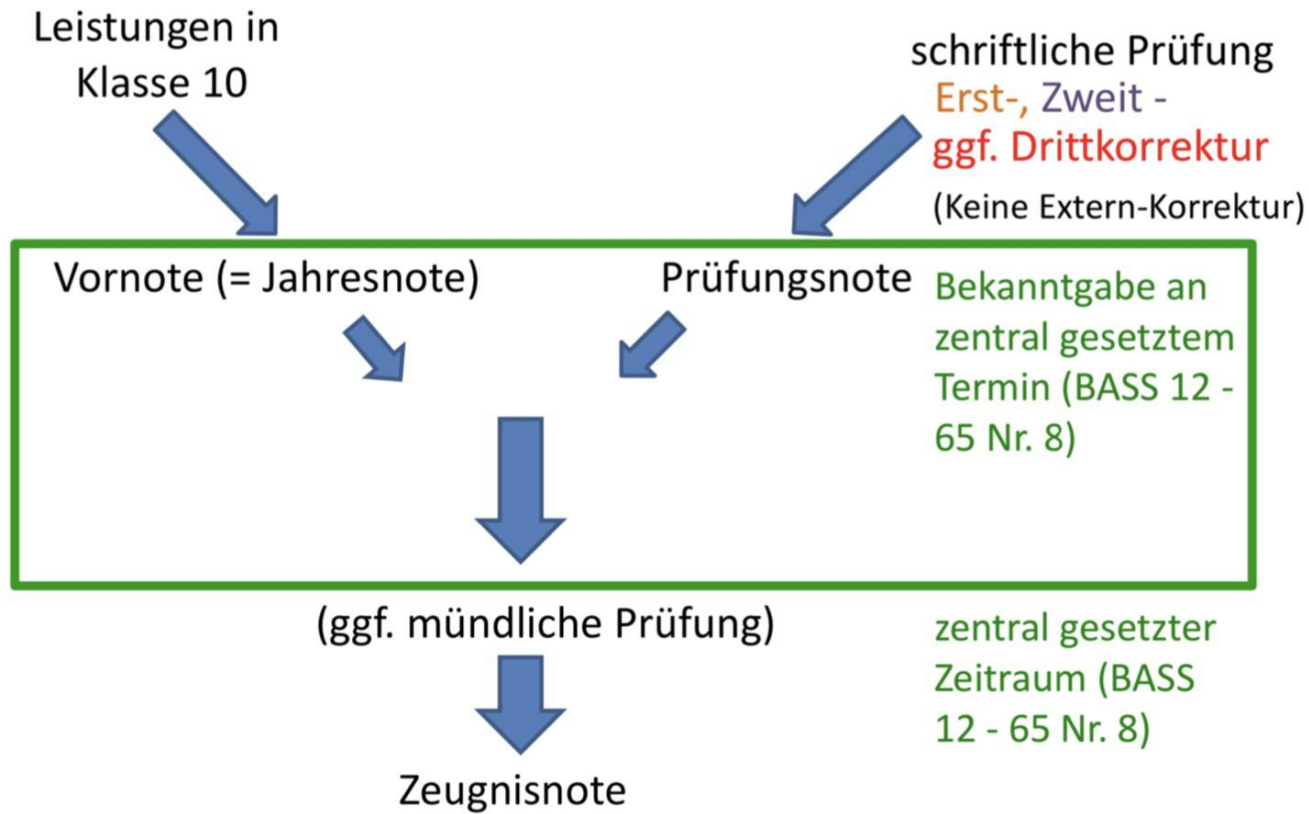 Leistungen in
Klasse 10
schriftliche Prüfung
Erst-, Zweit -
ggf. Drittkorrektur
(Keine Extern-Korrektur)
Vornote (= Jahresnote)
Prüfungsnote
Bekanntgabe an
zentral gesetztem
Termin (BASS 12 -
65 Nr. 8)
(ggf. mündliche Prüfung)
zentral gesetzter
Zeitraum (BASS
12 - 65 Nr. 8)
Zeugnisnote